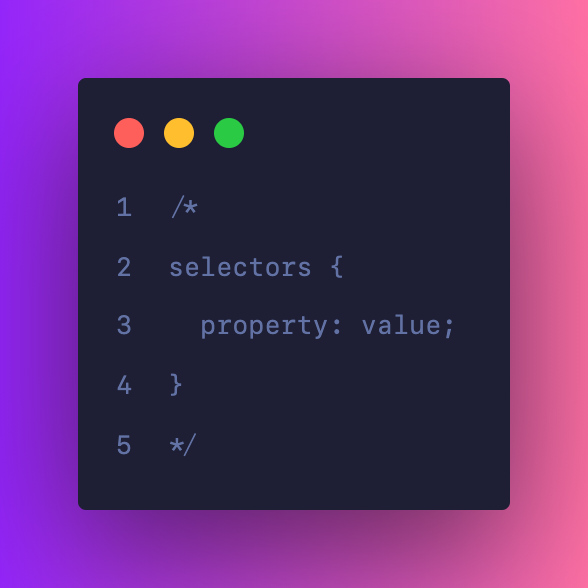 1 /*
2 selectors {
3   property: value;
4 }
5 */